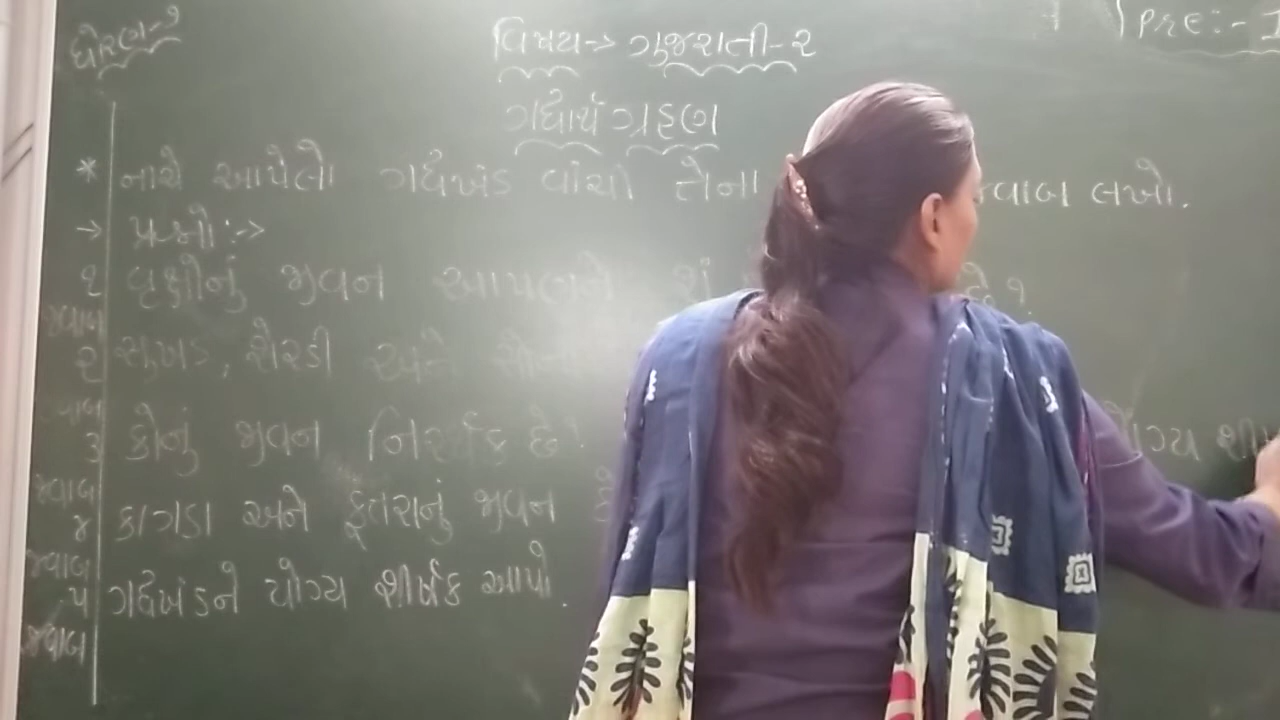 ધોરણ-૭
વિષય-> ગુજરાતી-૨
Pre:-
ગદ્યાર્થ ગ્રહણ
* નીચે આપેલો ગદ્યખંડ વાંચી તેના જવાબ લખો.
-> પ્રશ્નો:->
૧ વૃક્ષોનું જીવન આપણને શું છે?
જવાબ
૨ સુખડ, શેરડી અને સોના
જવાબ
૩ કોનું જીવન નિરર્થક છે? યોગ્ય શી
જવાબ
૪ કાગડા અને કૂતરાનું જીવન
જવાબ
૫ ગદ્યખંડને યોગ્ય શીર્ષક આપો.
જવાબ